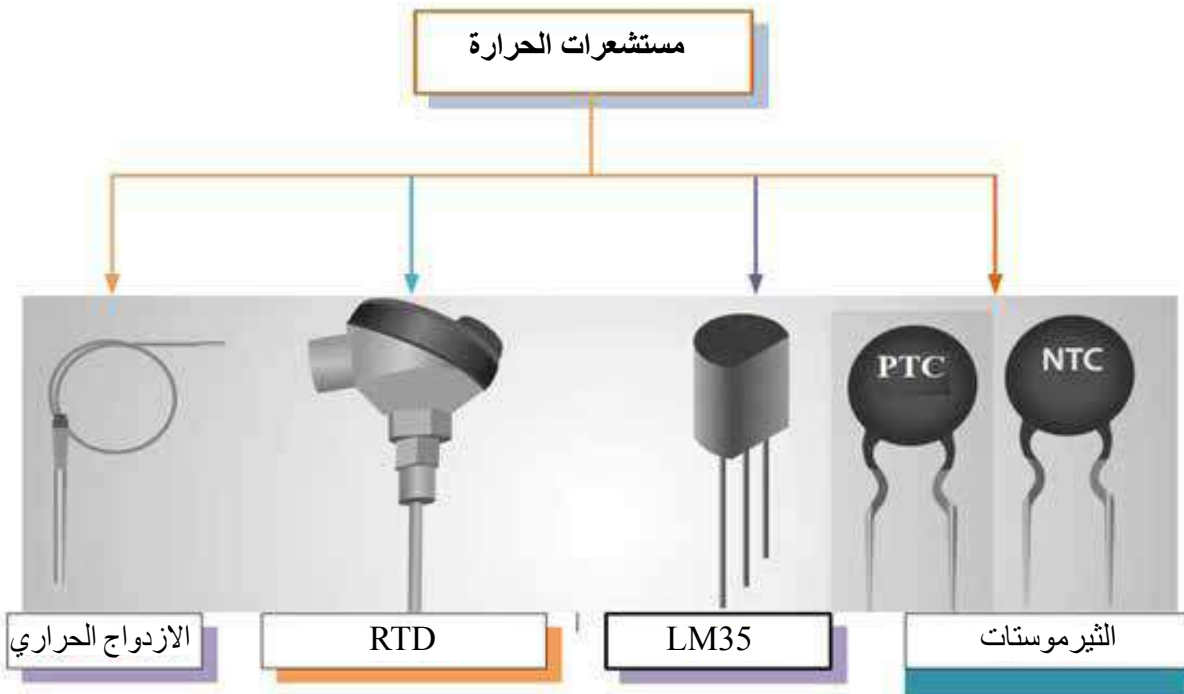 مستشعرات الحرارة
PTC
NTC
الازدواج الحراري
RTD
LM35
الثيرموستات